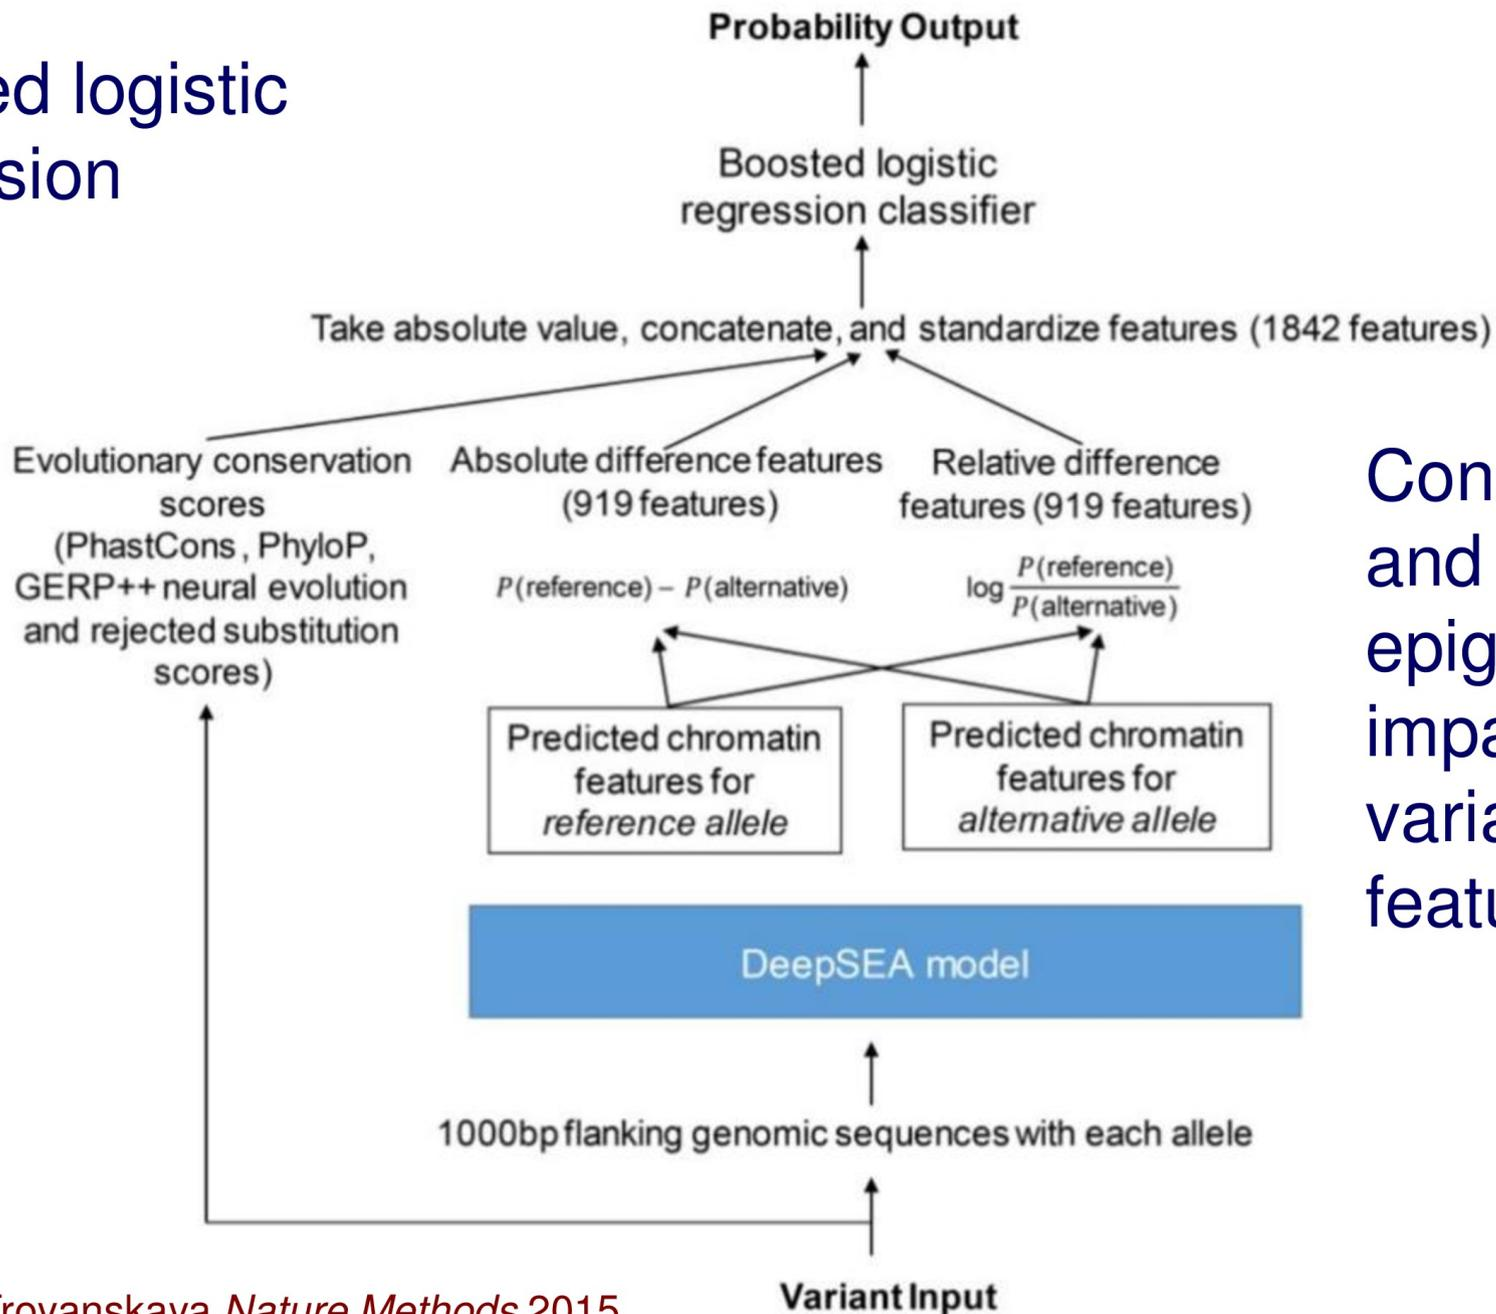 ed logistic
sion
Probability Output
Boosted logistic
regression classifier
Take absolute value, concatenate, and standardize features (1842 features)
Evolutionary conservation
scores
(PhastCons, PhyloP,
GERP++ neural evolution
and rejected substitution
scores)
Absolute difference features
(919 features)
P(reference) − P(alternative)
Relative difference
features (919 features)
log P(reference)
P(alternative)
Predicted chromatin
features for
reference allele
Predicted chromatin
features for
alternative allele
DeepSEA model
1000bp flanking genomic sequences with each allele
Variant Input
Con
and
epig
impa
varia
featu
Troyanskaya Nature Methods 2015